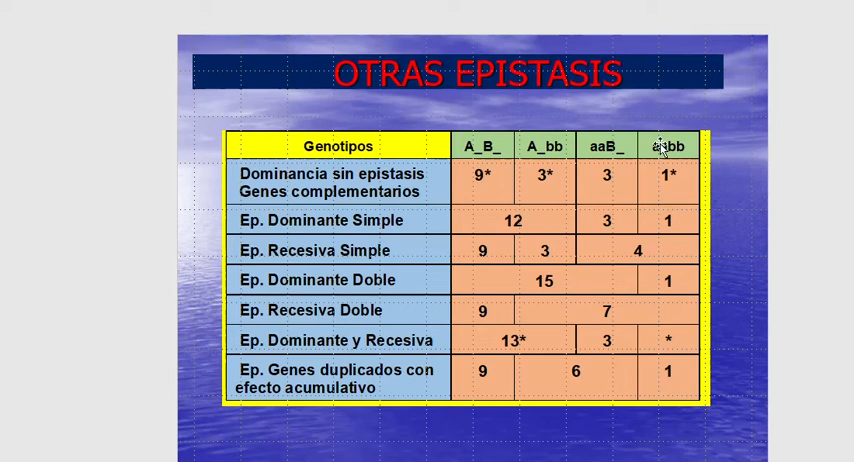 OTRAS EPISTASIS
Genotipos A_B_ A_bb aaB_ aabb
Dominancia sin epistasis
Genes complementarios 9* 3* 3 1*
Ep. Dominante Simple 12 3 1
Ep. Recesiva Simple 9 3 4
Ep. Dominante Doble 15 1
Ep. Recesiva Doble 9 7
Ep. Dominante y Recesiva 13* 3 *
Ep. Genes duplicados con
efecto acumulativo 9 6 1